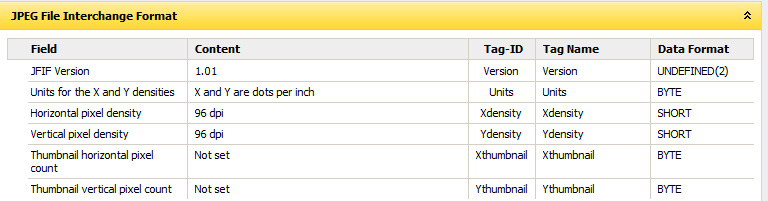 JPEG File Interchange Format
Field Content Tag-ID Tag Name Data Format
JFIF Version 1.01 Version Version UNDEFINED(2)
Units for the X and Y densities X and Y are dots per inch Units Units BYTE
Horizontal pixel density 96 dpi Xdensity Xdensity SHORT
Vertical pixel density 96 dpi Ydensity Ydensity SHORT
Thumbnail horizontal pixel Not set Xthumbnail Xthumbnail BYTE
count
Thumbnail vertical pixel count Not set Ythumbnail Ythumbnail BYTE